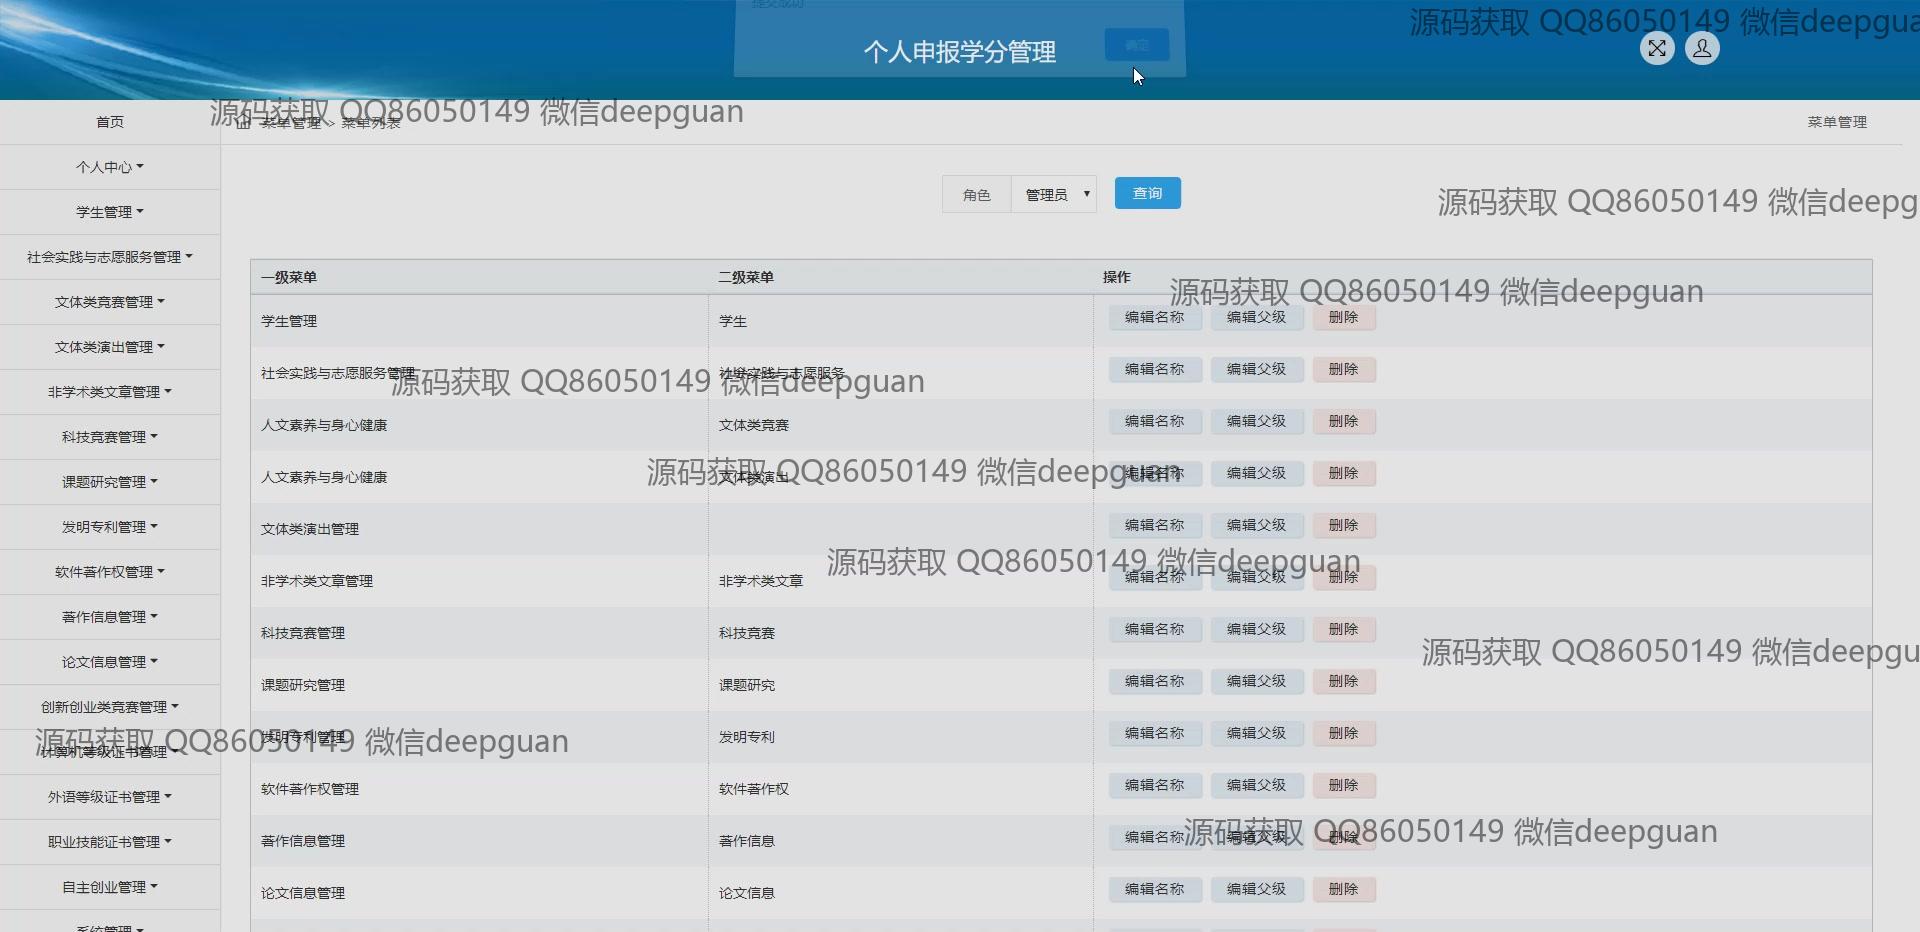 提交成功
个人申报学分管理
确定
源码获取 QQ86050149 微信deepgua
首页
源码获取 QQ86050149 微信deepguan
菜单管理 > 菜单列表
菜单管理
个人中心
学生管理
社会实践与志愿服务管理
文体类竞赛管理
文体类演出管理
非学术类文章管理
科技竞赛管理
课题研究管理
发明专利管理
软件著作权管理
著作信息管理
论文信息管理
创新创业类竞赛管理
计算机等级证书管理
外语等级证书管理
职业技能证书管理
自主创业管理
系统管理
角色 管理员 查询
源码获取 QQ86050149 微信deepg
一级菜单 二级菜单 操作
源码获取 QQ86050149 微信deepguan
学生管理 学生 编辑名称 编辑父级 删除
社会实践与志愿服务管理 社会实践与志愿服务 编辑名称 编辑父级 删除
源码获取 QQ86050149 微信deepguan
人文素养与身心健康 文体类竞赛 编辑名称 编辑父级 删除
人文素养与身心健康 文体类演出 编辑名称 编辑父级 删除
源码获取 QQ86050149 微信deepguan
文体类演出管理 编辑名称 编辑父级 删除
源码获取 QQ86050149 微信deepguan
非学术类文章管理 非学术类文章 编辑名称 编辑父级 删除
科技竞赛管理 科技竞赛 编辑名称 编辑父级 删除
源码获取 QQ86050149 微信deepgu
课题研究管理 课题研究 编辑名称 编辑父级 删除
发明专利管理 发明专利 编辑名称 编辑父级 删除
源码获取 QQ86050149 微信deepguan
软件著作权管理 软件著作权 编辑名称 编辑父级 删除
著作信息管理 著作信息 编辑名称 编辑父级 删除
源码获取 QQ86050149 微信deepguan
论文信息管理 论文信息 编辑名称 编辑父级 删除